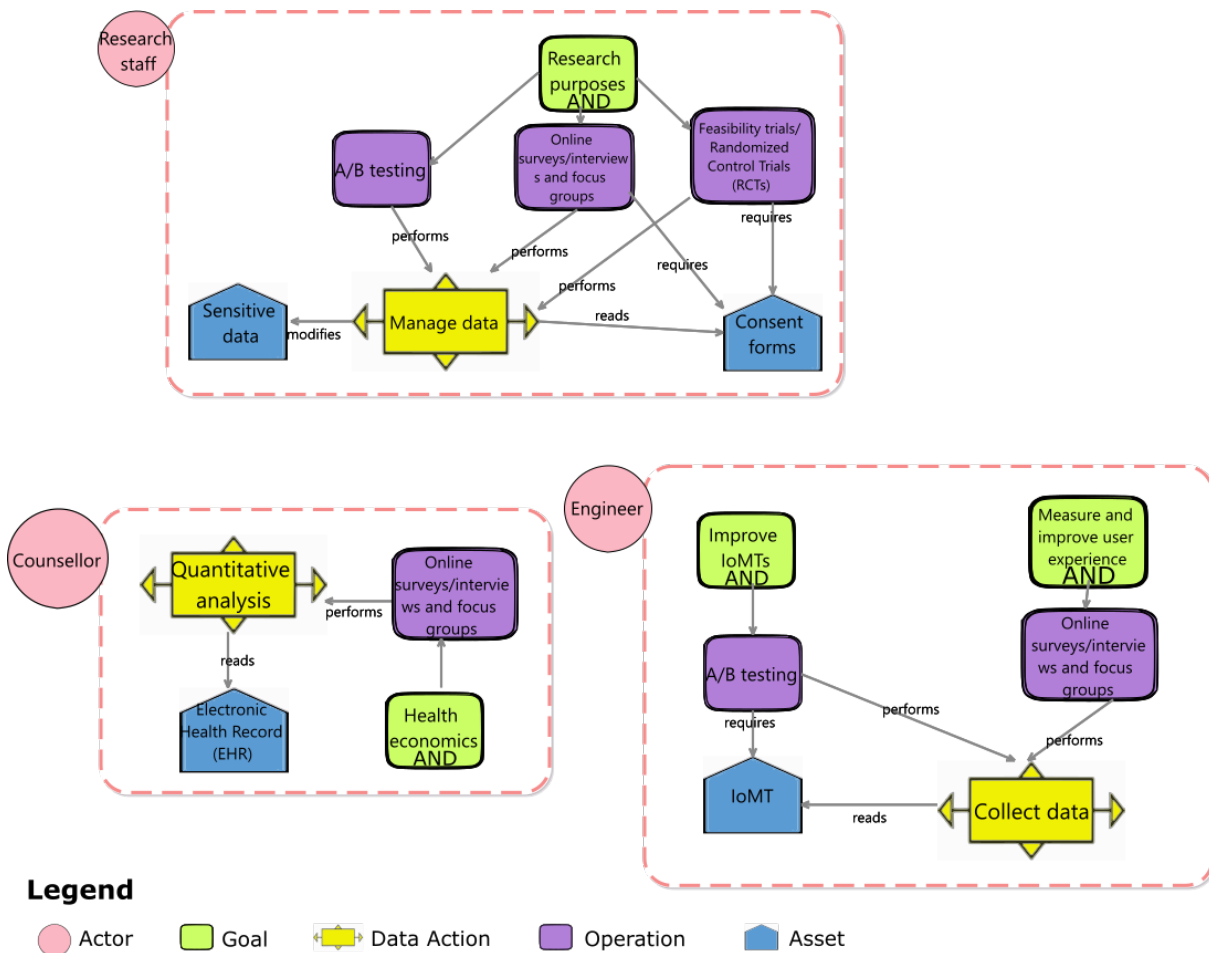 Research
staff
Research
purposes
AND
A/B testing
Online
surveys/interview
s and focus
groups
Feasibility trials/
Randomized
Control Trials
(RCTs)
performs
performs
performs
requires
requires
Sensitive
data
modifies
Manage data
reads
Consent
forms
Counsellor
Quantitative
analysis
performs
Online
surveys/intervie
ws and focus
groups
reads
Electronic
Health Record
(EHR)
Health
economics
AND
Engineer
Improve
IoMTs
AND
Measure and
improve user
experience
AND
A/B testing
Online
surveys/intervie
ws and focus
groups
requires
performs
performs
IoMT
reads
Collect data
Legend
Actor
Goal
Data Action
Operation
Asset